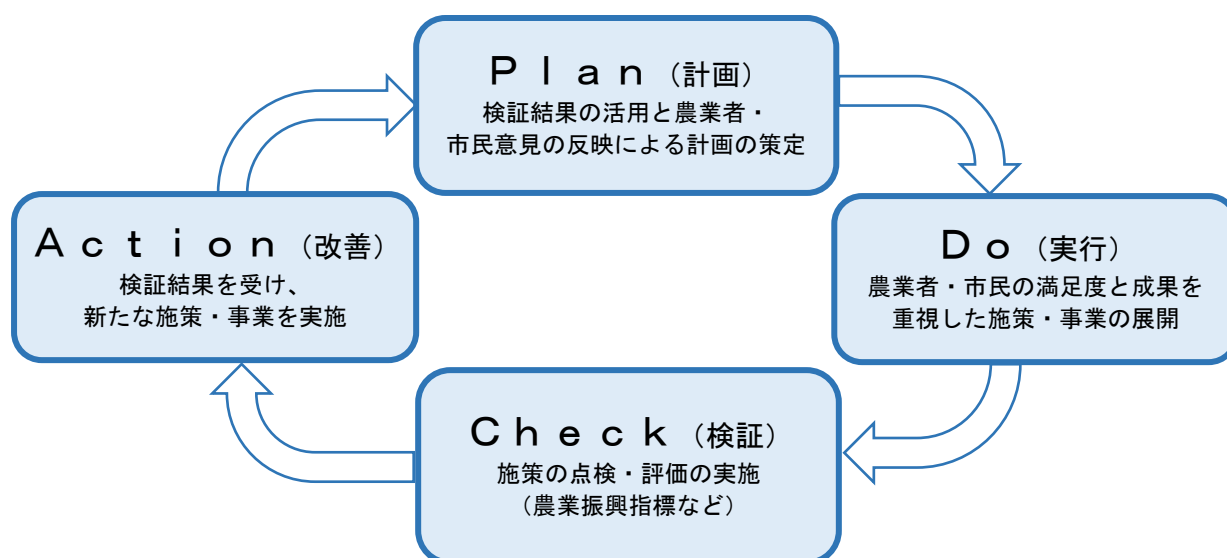 Ｐｌａｎ（計画）
検証結果の活用と農業者・
市民意見の反映による計画の策定
Ａｃｔｉｏｎ（改善）
検証結果を受け、
新たな施策・事業を実施
Ｄｏ（実行）
農業者・市民の満足度と成果を
重視した施策・事業の展開
Ｃｈｅｃｋ（検証）
施策の点検・評価の実施
（農業振興指標など）